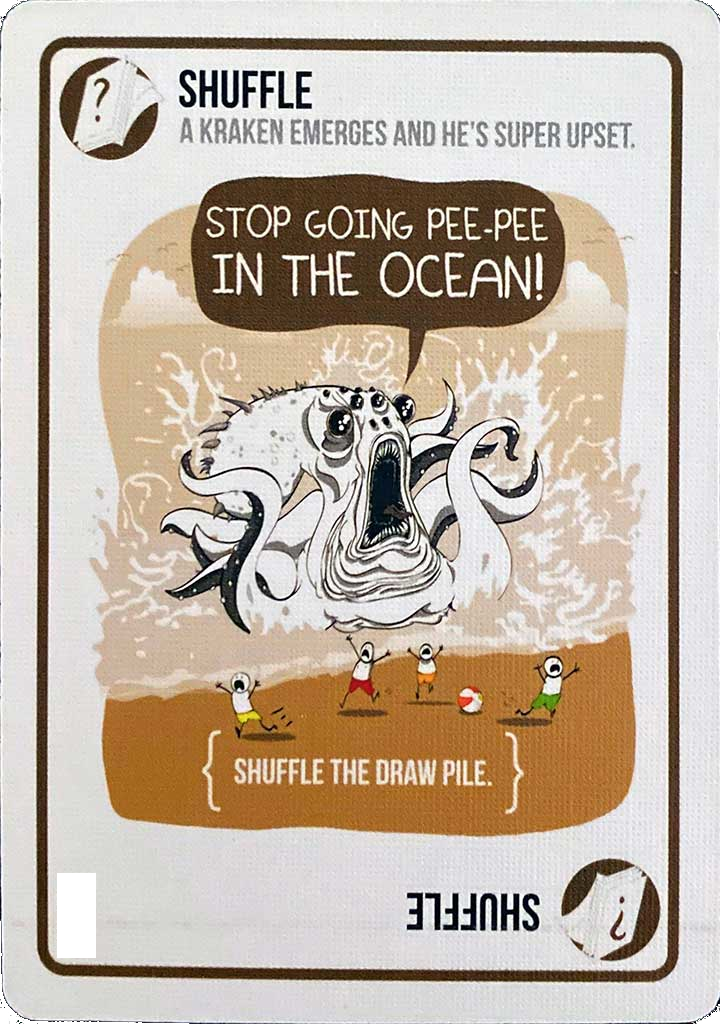 ?
SHUFFLE
A KRAKEN EMERGES AND HE'S SUPER UPSET.
STOP GOING PEE-PEE
IN THE OCEAN!
{ SHUFFLE THE DRAW PILE. }
SHUFFLE
?